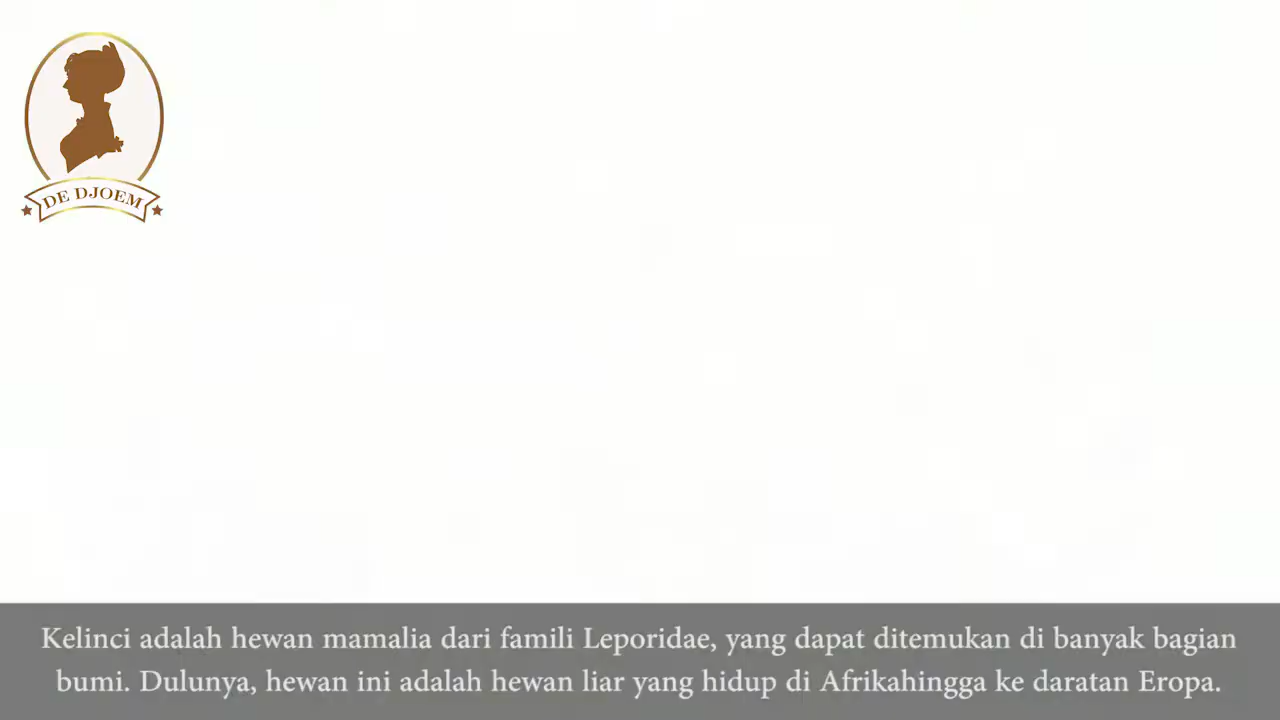 DE DJOEM
Kelinci adalah hewan mamalia dari famili Leporidae, yang dapat ditemukan di banyak bagian
bumi. Dulunya, hewan ini adalah hewan liar yang hidup di Afrikahingga ke daratan Eropa.